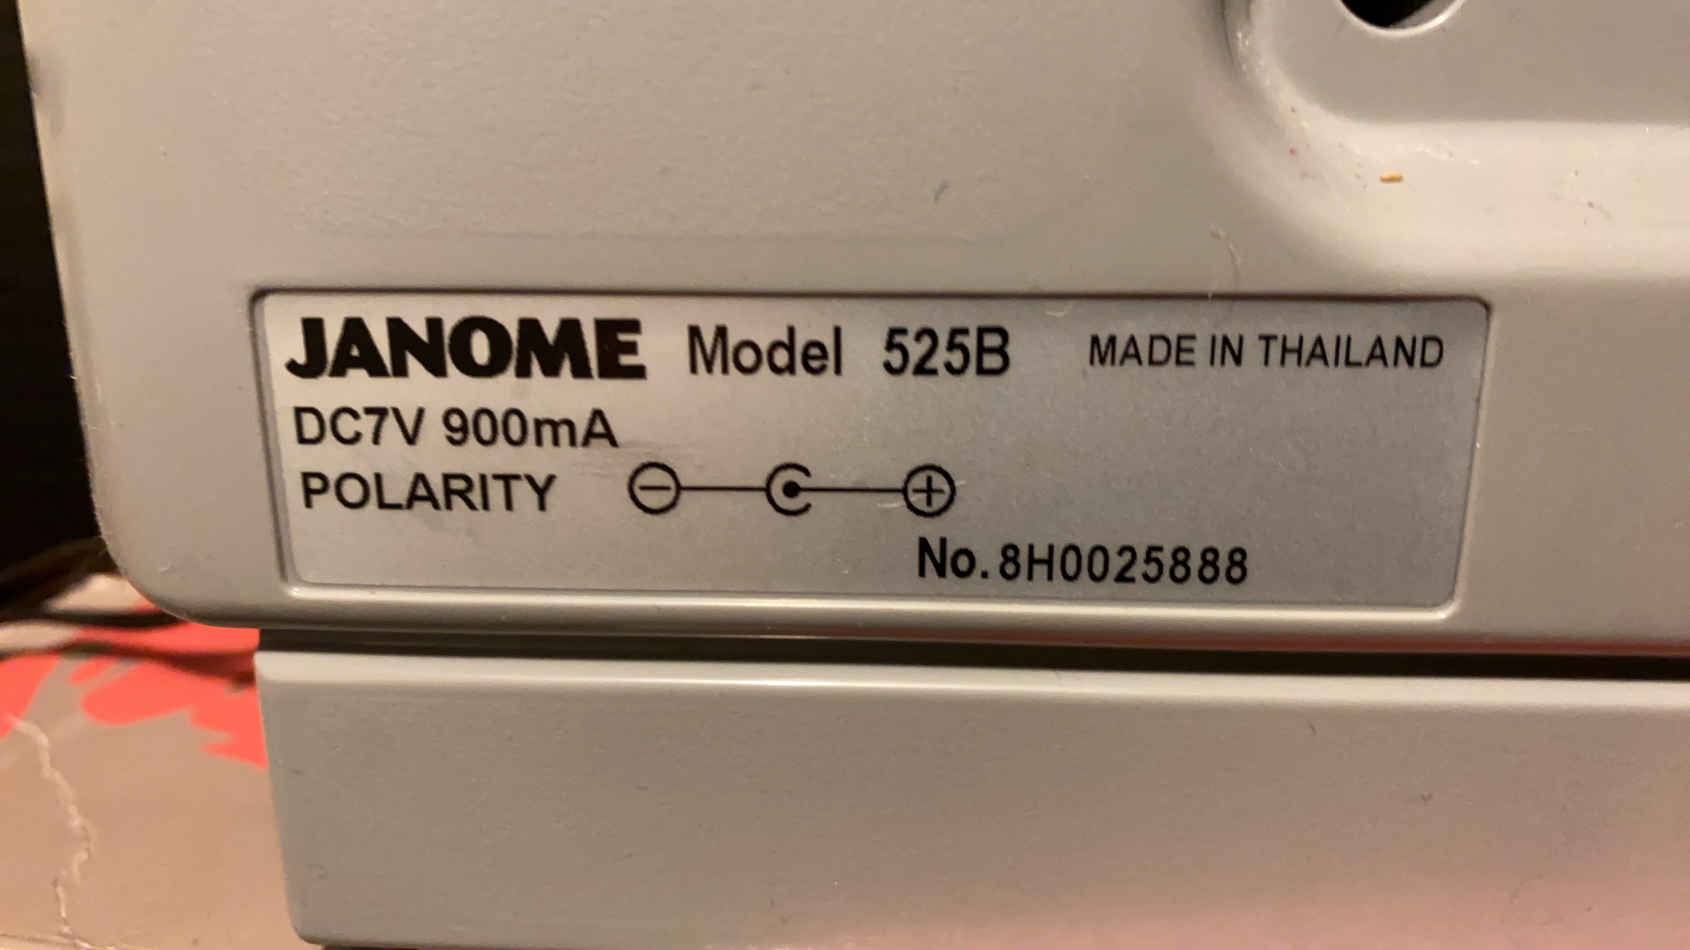 JANOME Model 525B MADE IN THAILAND
DC7V 900mA
POLARITY
No.8H0025888